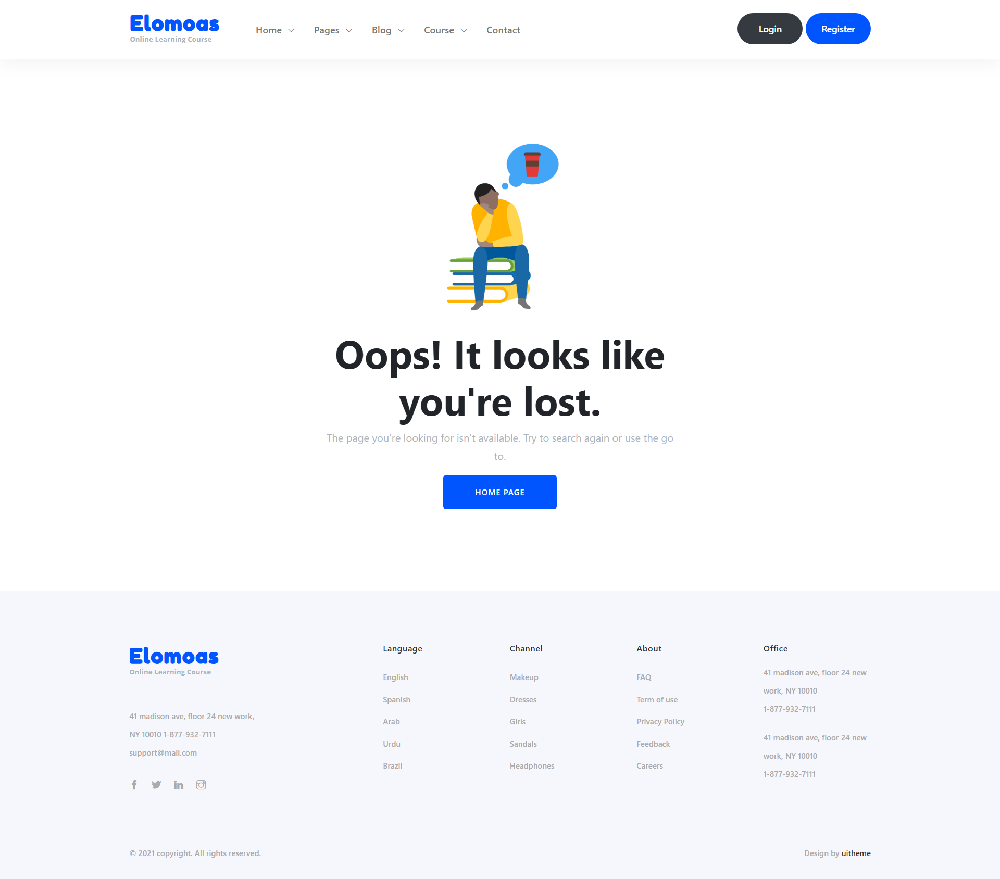 Elomoas
Online Learning Course
Home
Pages
Blog
Course
Contact
Login
Register
Oops! It looks like
you're lost.
The page you're looking for isn't available. Try to search again or use the go
to.
HOME PAGE
Elomoas
Online Learning Course
41 madison ave, floor 24 new work,
NY 10010 1-877-932-7111
support@mail.com
Language
English
Spanish
Arab
Urdu
Brazil
Channel
Makeup
Dresses
Girls
Sandals
Headphones
About
FAQ
Term of use
Privacy Policy
Feedback
Careers
Office
41 madison ave, floor 24 new
work, NY 10010
1-877-932-7111
41 madison ave, floor 24 new
work, NY 10010
1-877-932-7111
© 2021 copyright. All rights reserved.
Design by uitheme